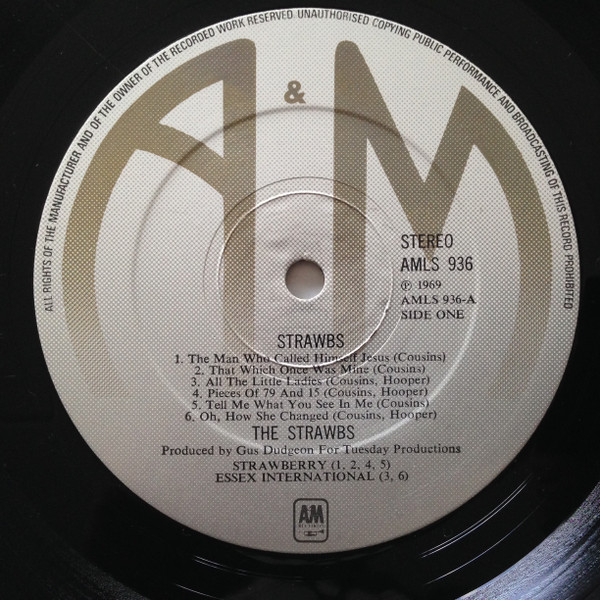 ALL RIGHTS OF THE MANUFACTURER AND OF THE OWNER OF THE RECORDED WORK RESERVED UNAUTHORISED COPYING PUBLIC PERFORMANCE AND BROADCASTING OF THIS RECORD PROHIBITED
A & M
STEREO
AMLS 936
℗ 1969
AMLS 936-A
SIDE ONE
STRAWBS
1. The Man Who Called Himself Jesus (Cousins)
2. That Which Once Was Mine (Cousins)
3. All The Little Ladies (Cousins, Hooper)
4. Pieces Of 79 And 15 (Cousins)
5. Tell Me What You See In Me (Cousins)
6. Oh, How She Changed (Cousins, Hooper)
THE STRAWBS
Produced by Gus Dudgeon For Tuesday Productions
STRAWBERRY (1, 2, 4, 5)
ESSEX INTERNATIONAL (3, 6)
AM